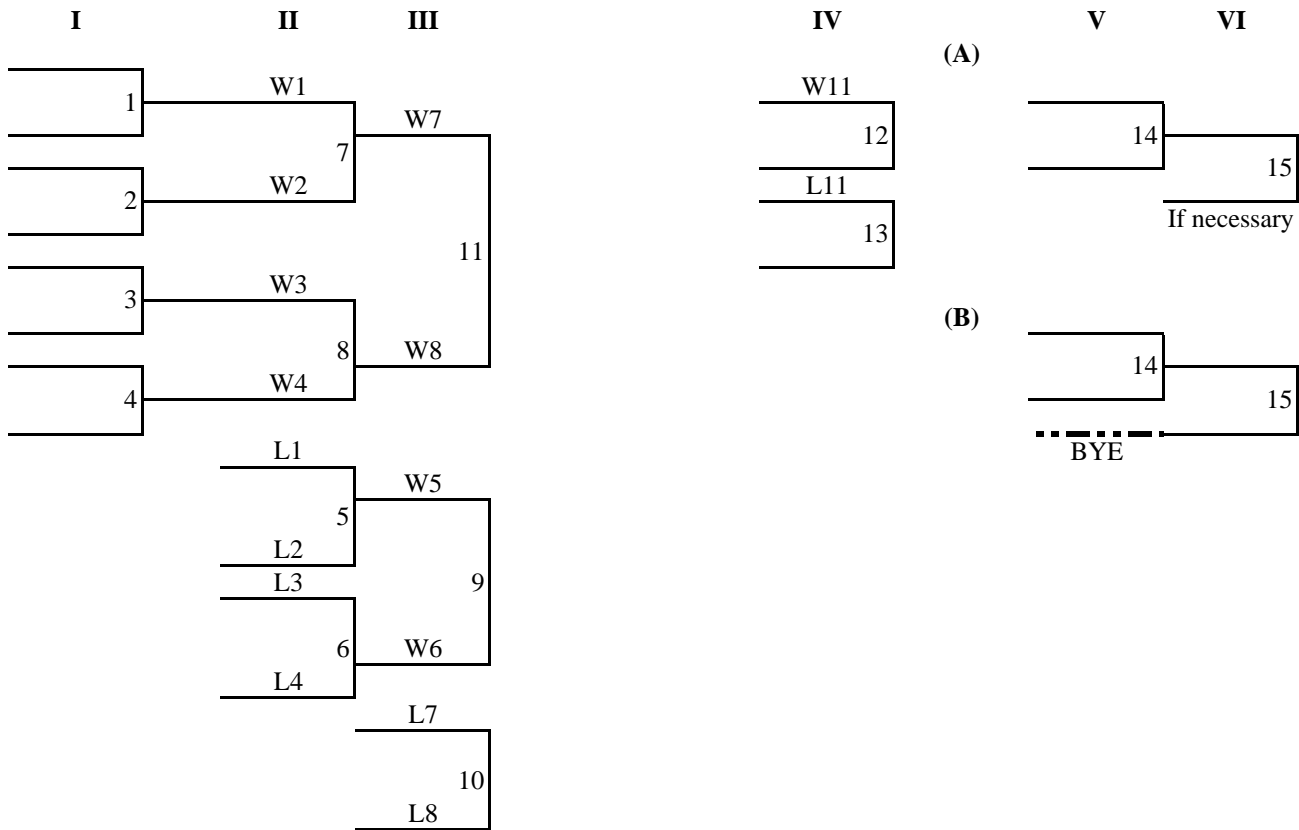 I II III IV V VI
(A)
W1 W11
1 W7 12 14
7 15
2 W2 L11
If necessary
11 13
3 W3
(B)
8 W8 14
4 W4 15
L1 BYE
W5
5
L2
L3 9
6 W6
L4
L7
10
L8